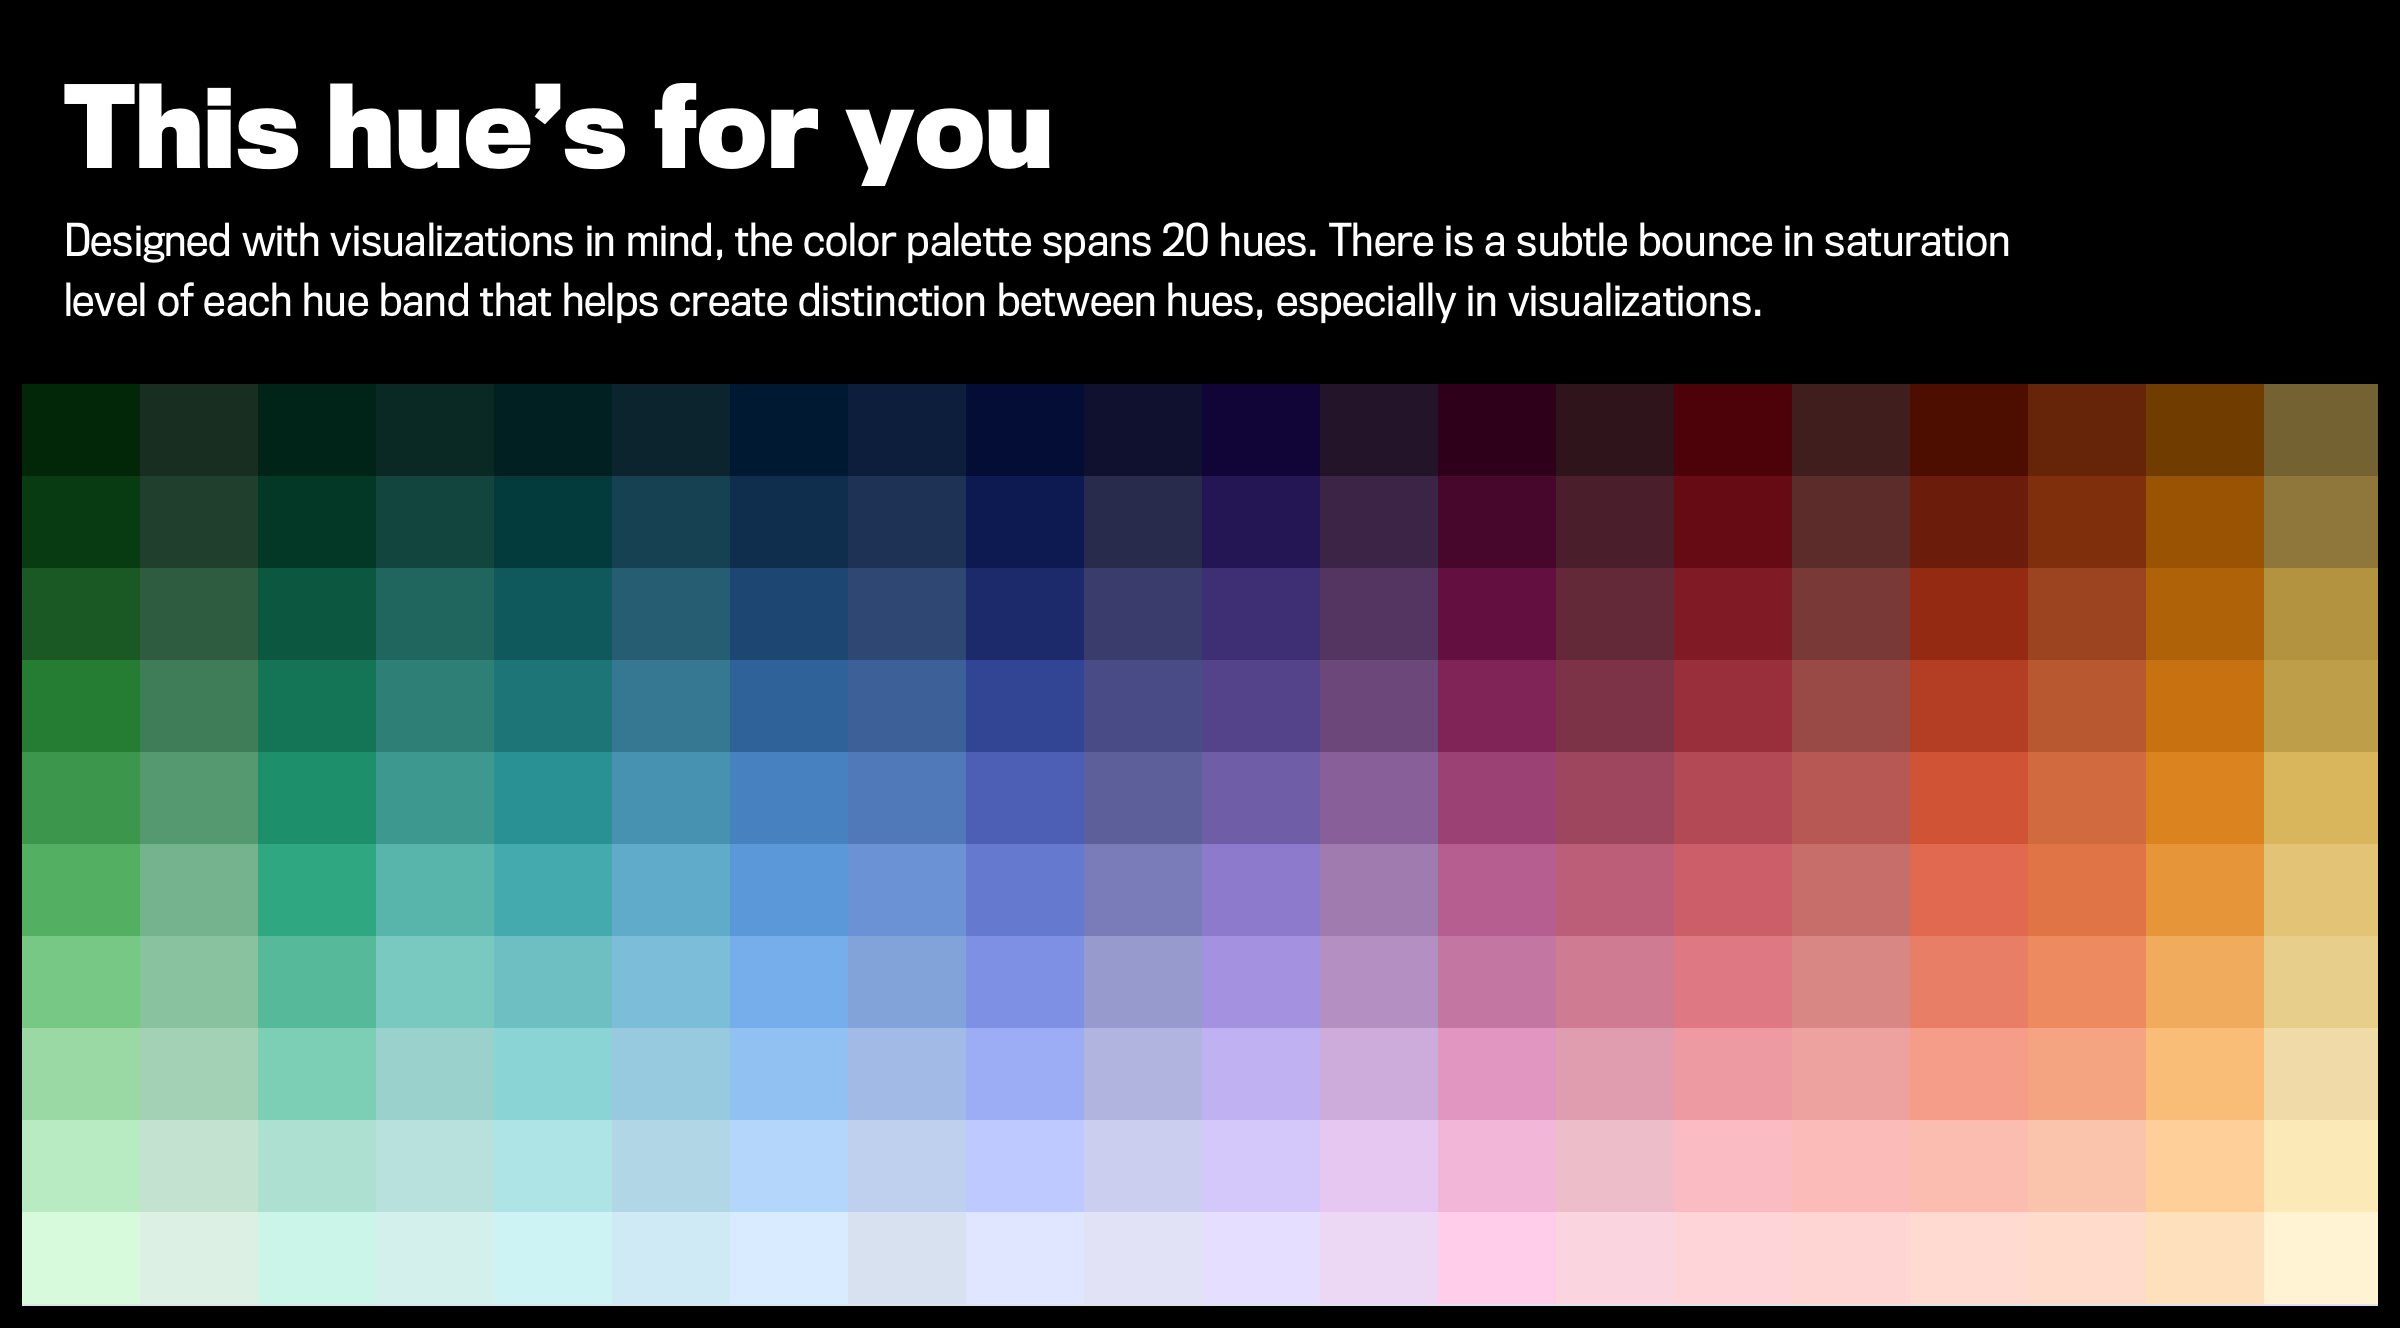 This hue’s for you
Designed with visualizations in mind, the color palette spans 20 hues. There is a subtle bounce in saturation
level of each hue band that helps create distinction between hues, especially in visualizations.